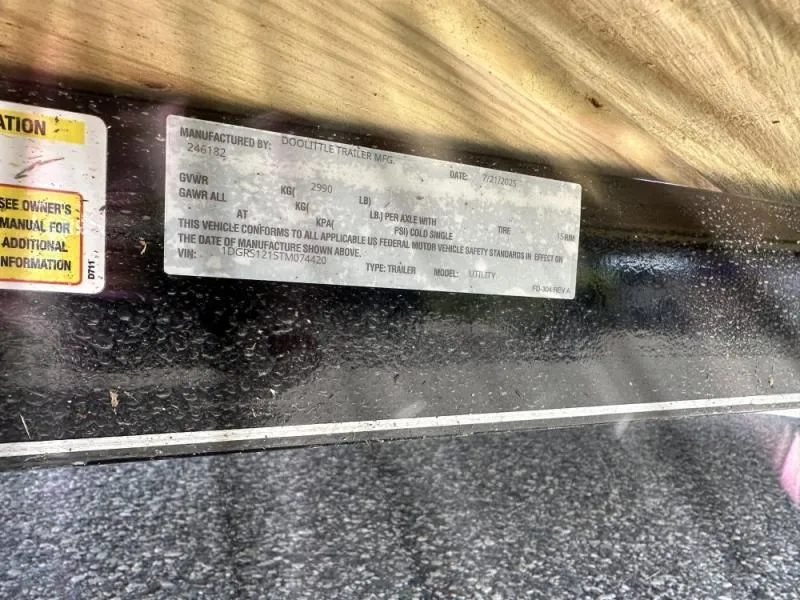 ATION
SEE OWNER'S
MANUAL FOR
ADDITIONAL
INFORMATION
D711
MANUFACTURED BY: DOOLITTLE TRAILER MFG. DATE: 7/21/2025
246182
GVWR KG( 2990 LB)
GAWR ALL KG( LB) PER AXLE WITH TIRE 15 RIM
AT KPA( PSI) COLD SINGLE
THIS VEHICLE CONFORMS TO ALL APPLICABLE US FEDERAL MOTOR VEHICLE SAFETY STANDARDS IN EFFECT ON
THE DATE OF MANUFACTURE SHOWN ABOVE.
VIN: 1DGRS1215TM074420 TYPE: TRAILER MODEL: UTILITY
FD-304 REV A